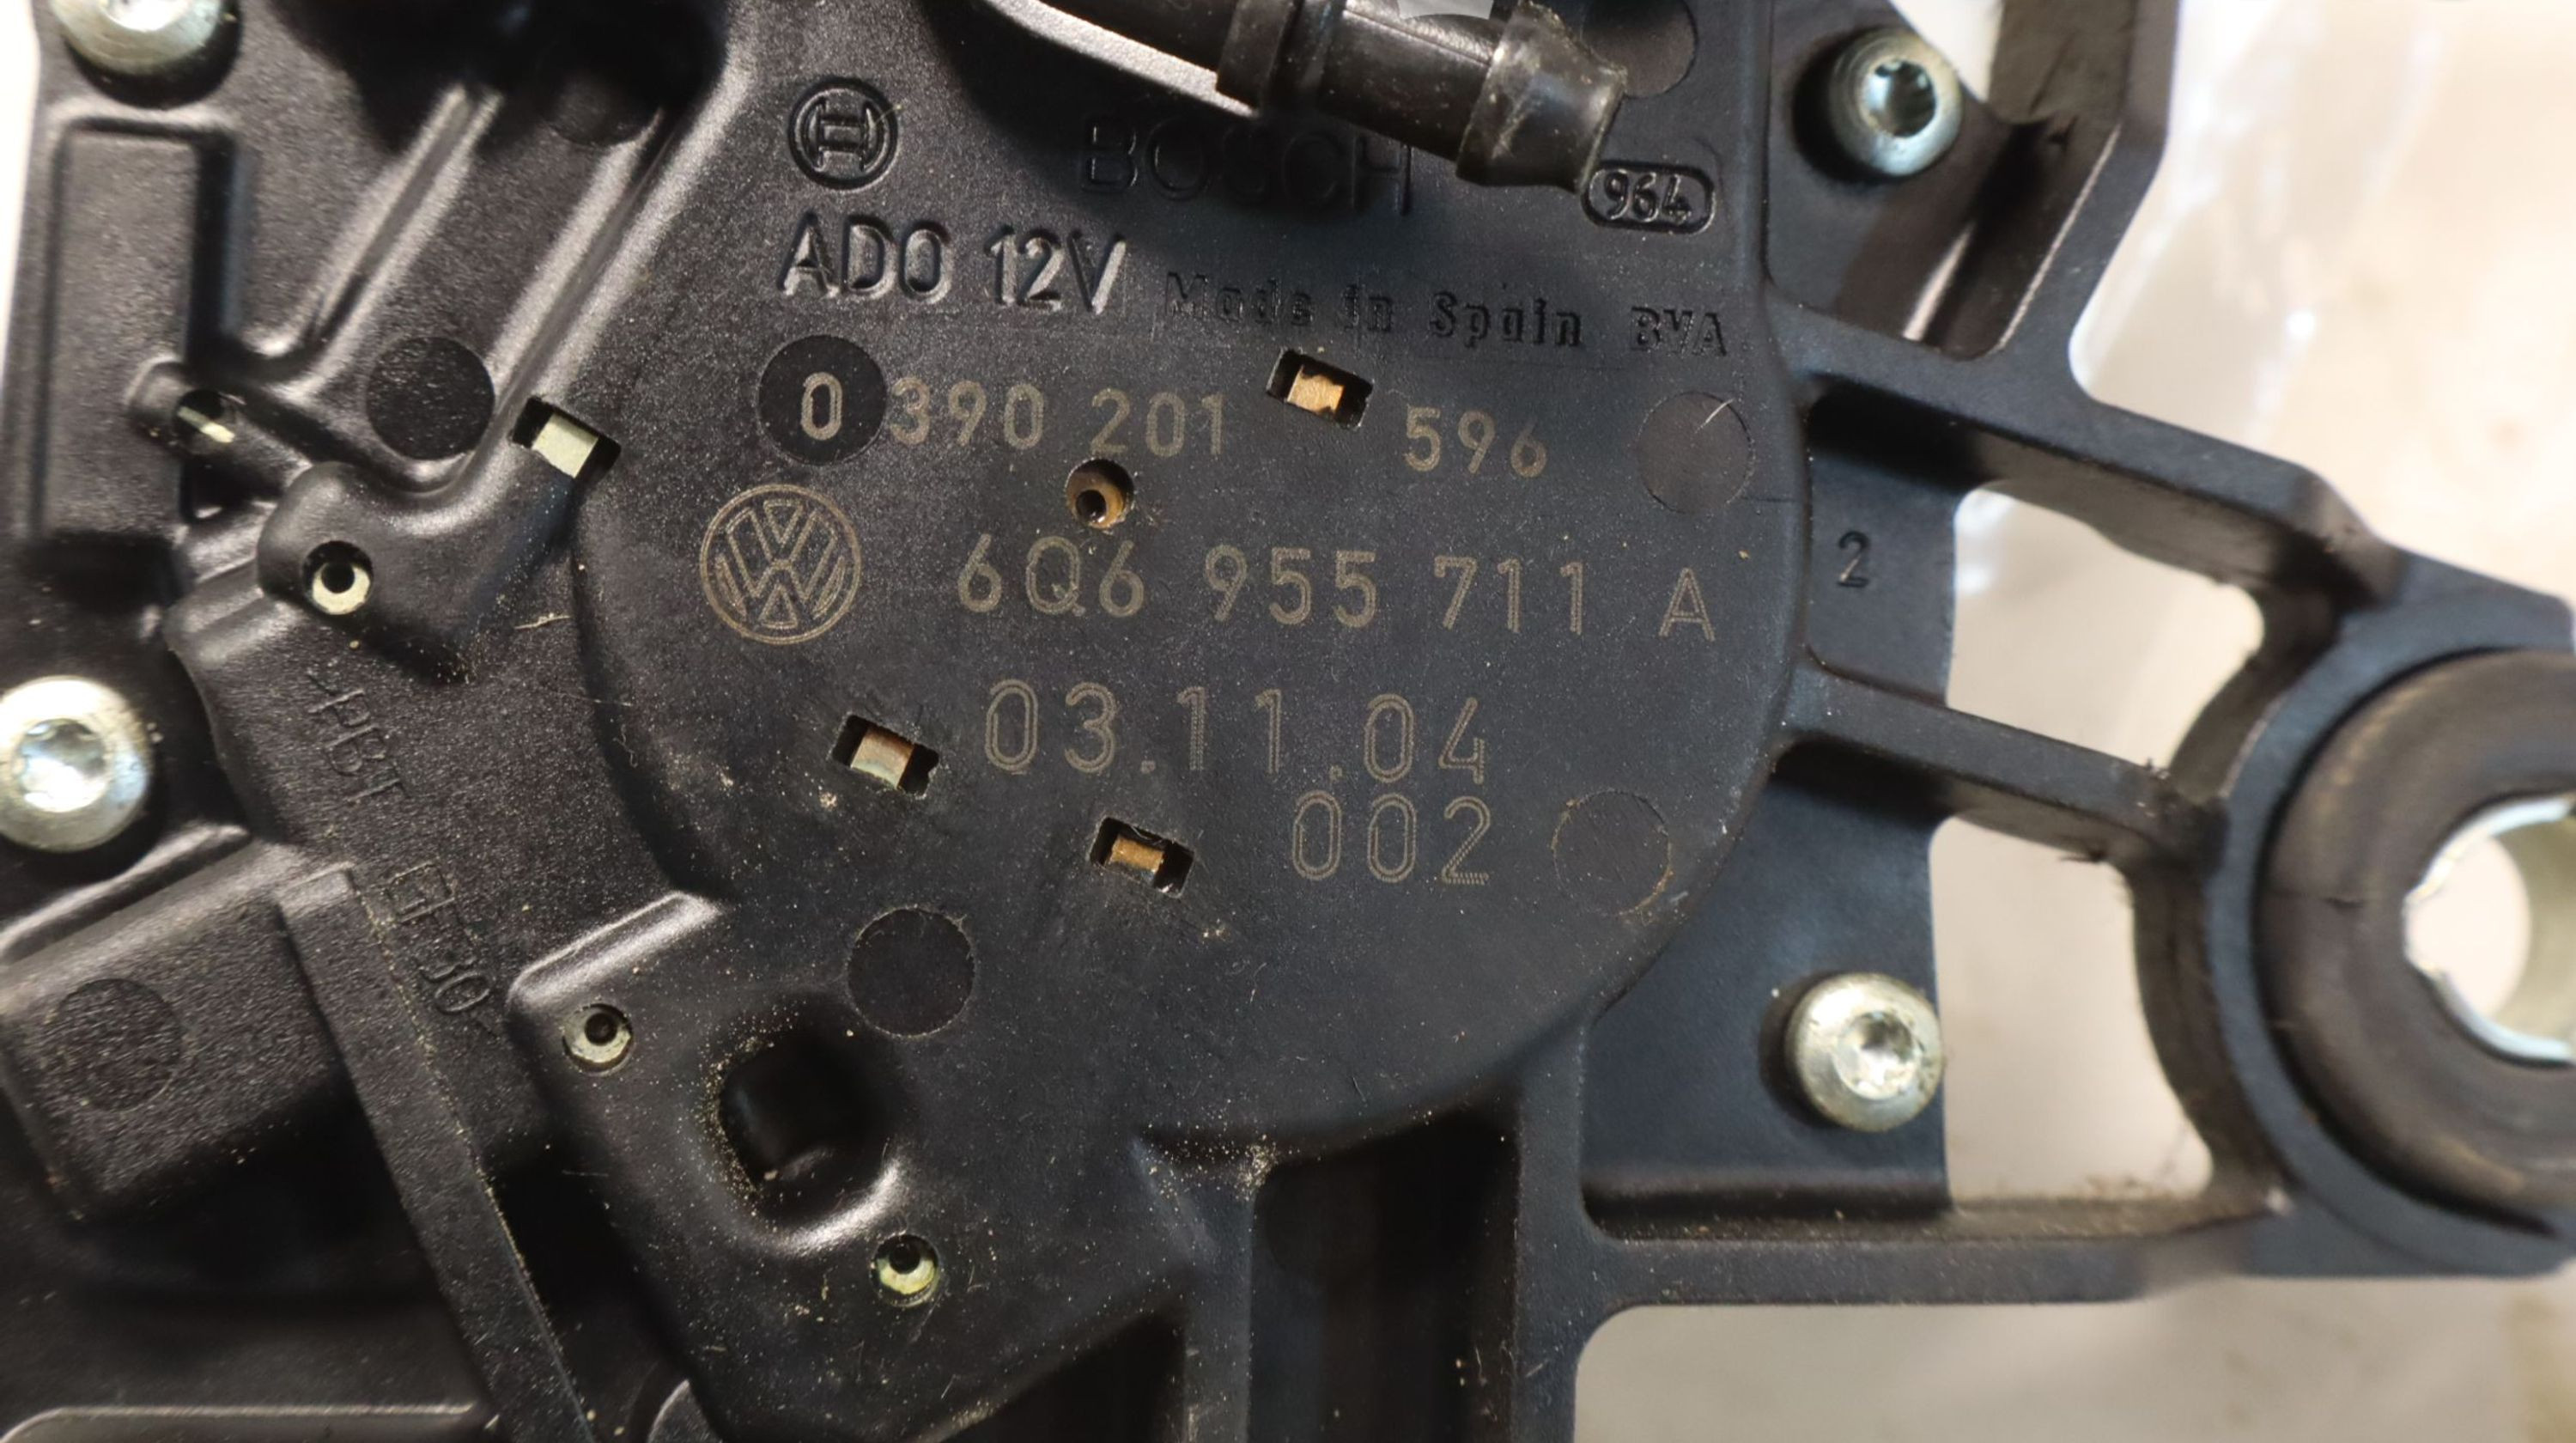 BOSCH
964
AD0 12V
Made in Spain BVA
0 390 201 596
6Q6 955 711 A
2
03.11.04
002